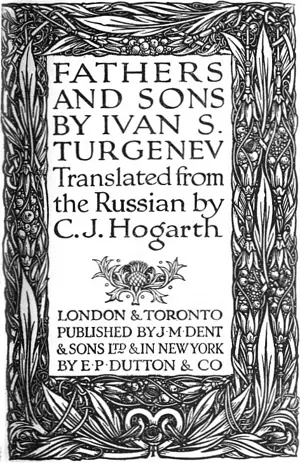 FATHERS
AND SONS
BY IVAN S.
TURGENEV
Translated from
the Russian by
C. J. Hogarth
LONDON & TORONTO
PUBLISHED BY J·M·DENT
& SONS LTD & IN NEW YORK
BY E·P·DUTTON & CO